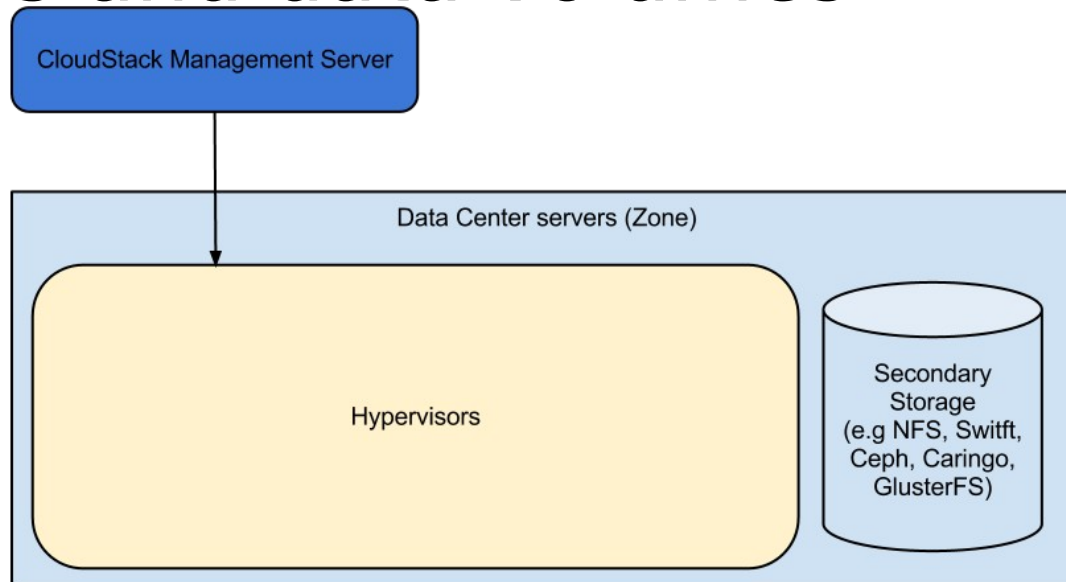 CloudStack Management Server
Data Center servers (Zone)
Hypervisors
Secondary
Storage
(e.g NFS, Switft,
Ceph, Caringo,
GlusterFS)